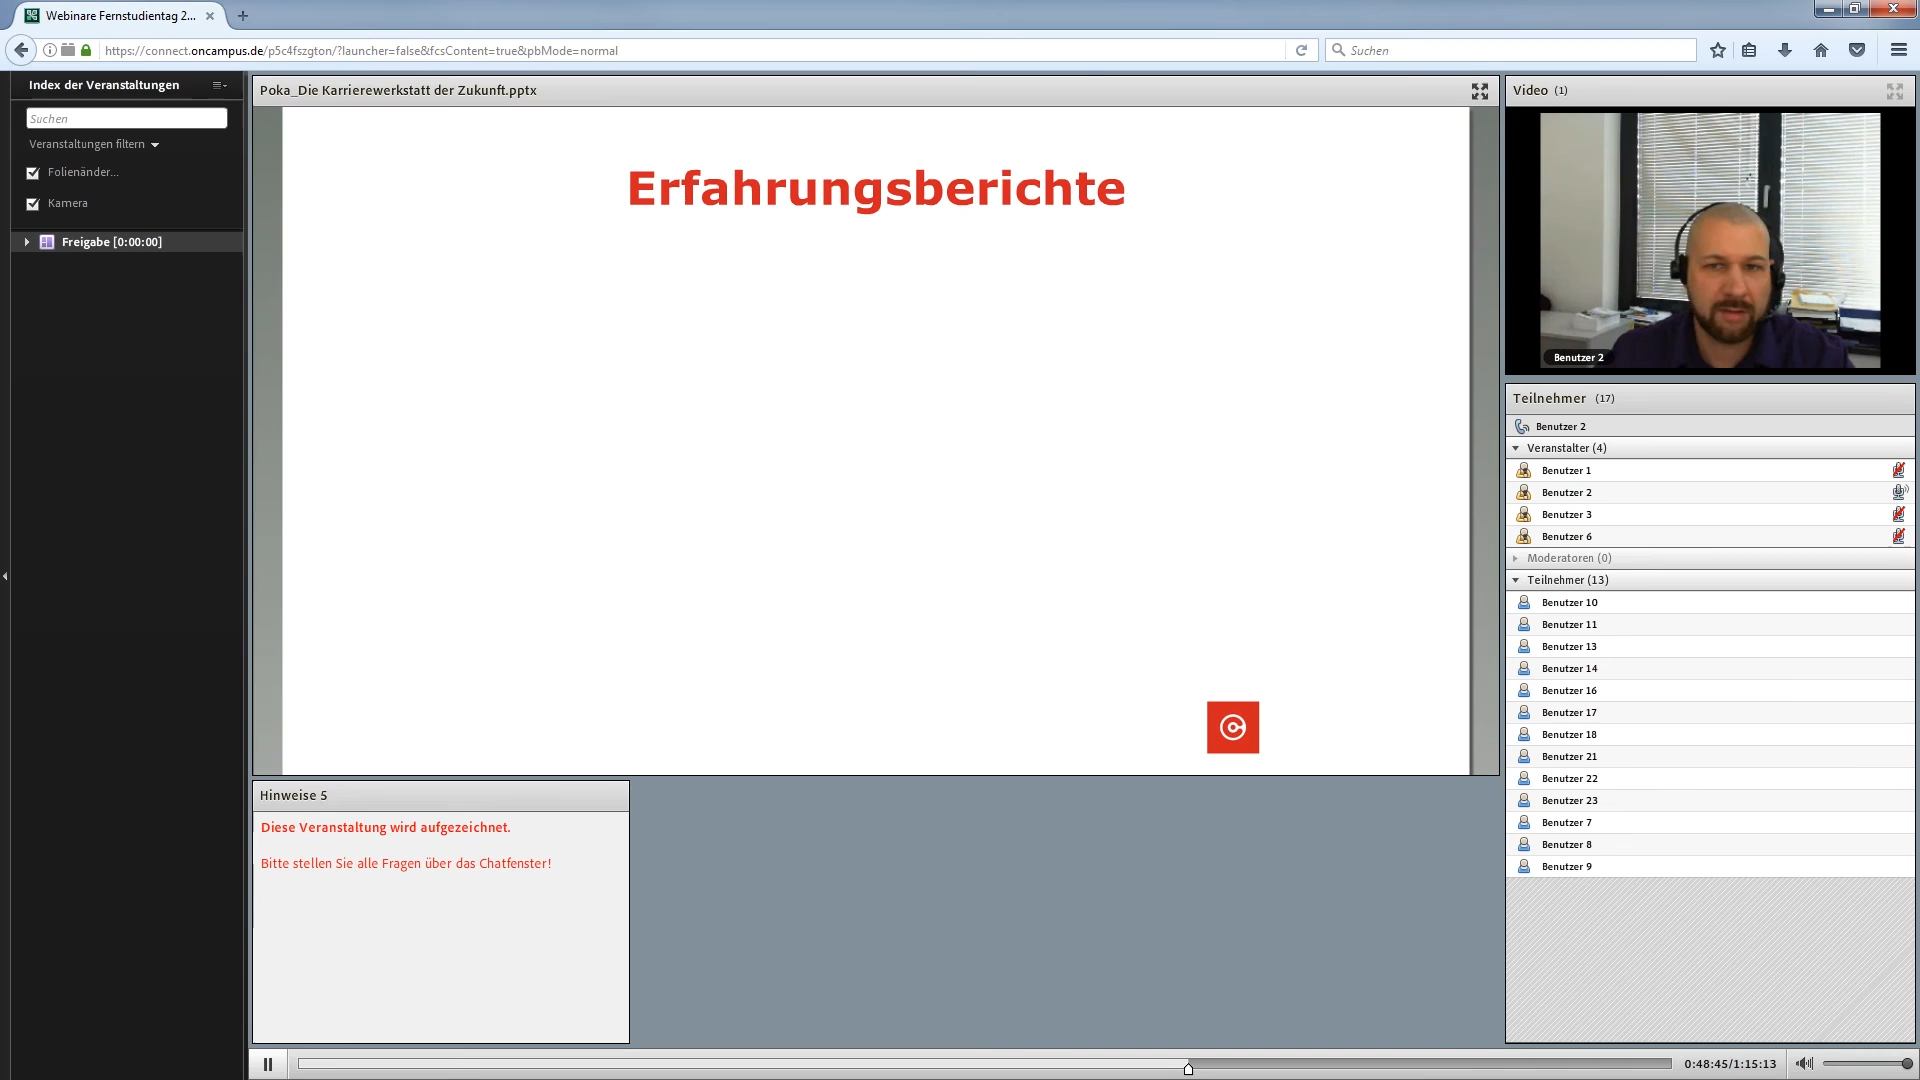 Webinare Fernstudientag 2...
https://connect.oncampus.de/p5c4fszgton/?launcher=false&fcsContent=true&pbMode=normal
Suchen
Index der Veranstaltungen
Suchen
Veranstaltungen filtern
Folienänder...
Kamera
Freigabe [0:00:00]
Poka_Die Karrierewerkstatt der Zukunft.pptx
Erfahrungsberichte
Hinweise 5
Diese Veranstaltung wird aufgezeichnet.
Bitte stellen Sie alle Fragen über das Chatfenster!
Video (1)
Benutzer 2
Teilnehmer (17)
Benutzer 2
Veranstalter (4)
Benutzer 1
Benutzer 2
Benutzer 3
Benutzer 6
Moderatoren (0)
Teilnehmer (13)
Benutzer 10
Benutzer 11
Benutzer 13
Benutzer 14
Benutzer 16
Benutzer 17
Benutzer 18
Benutzer 21
Benutzer 22
Benutzer 23
Benutzer 7
Benutzer 8
Benutzer 9
0:48:45/1:15:13